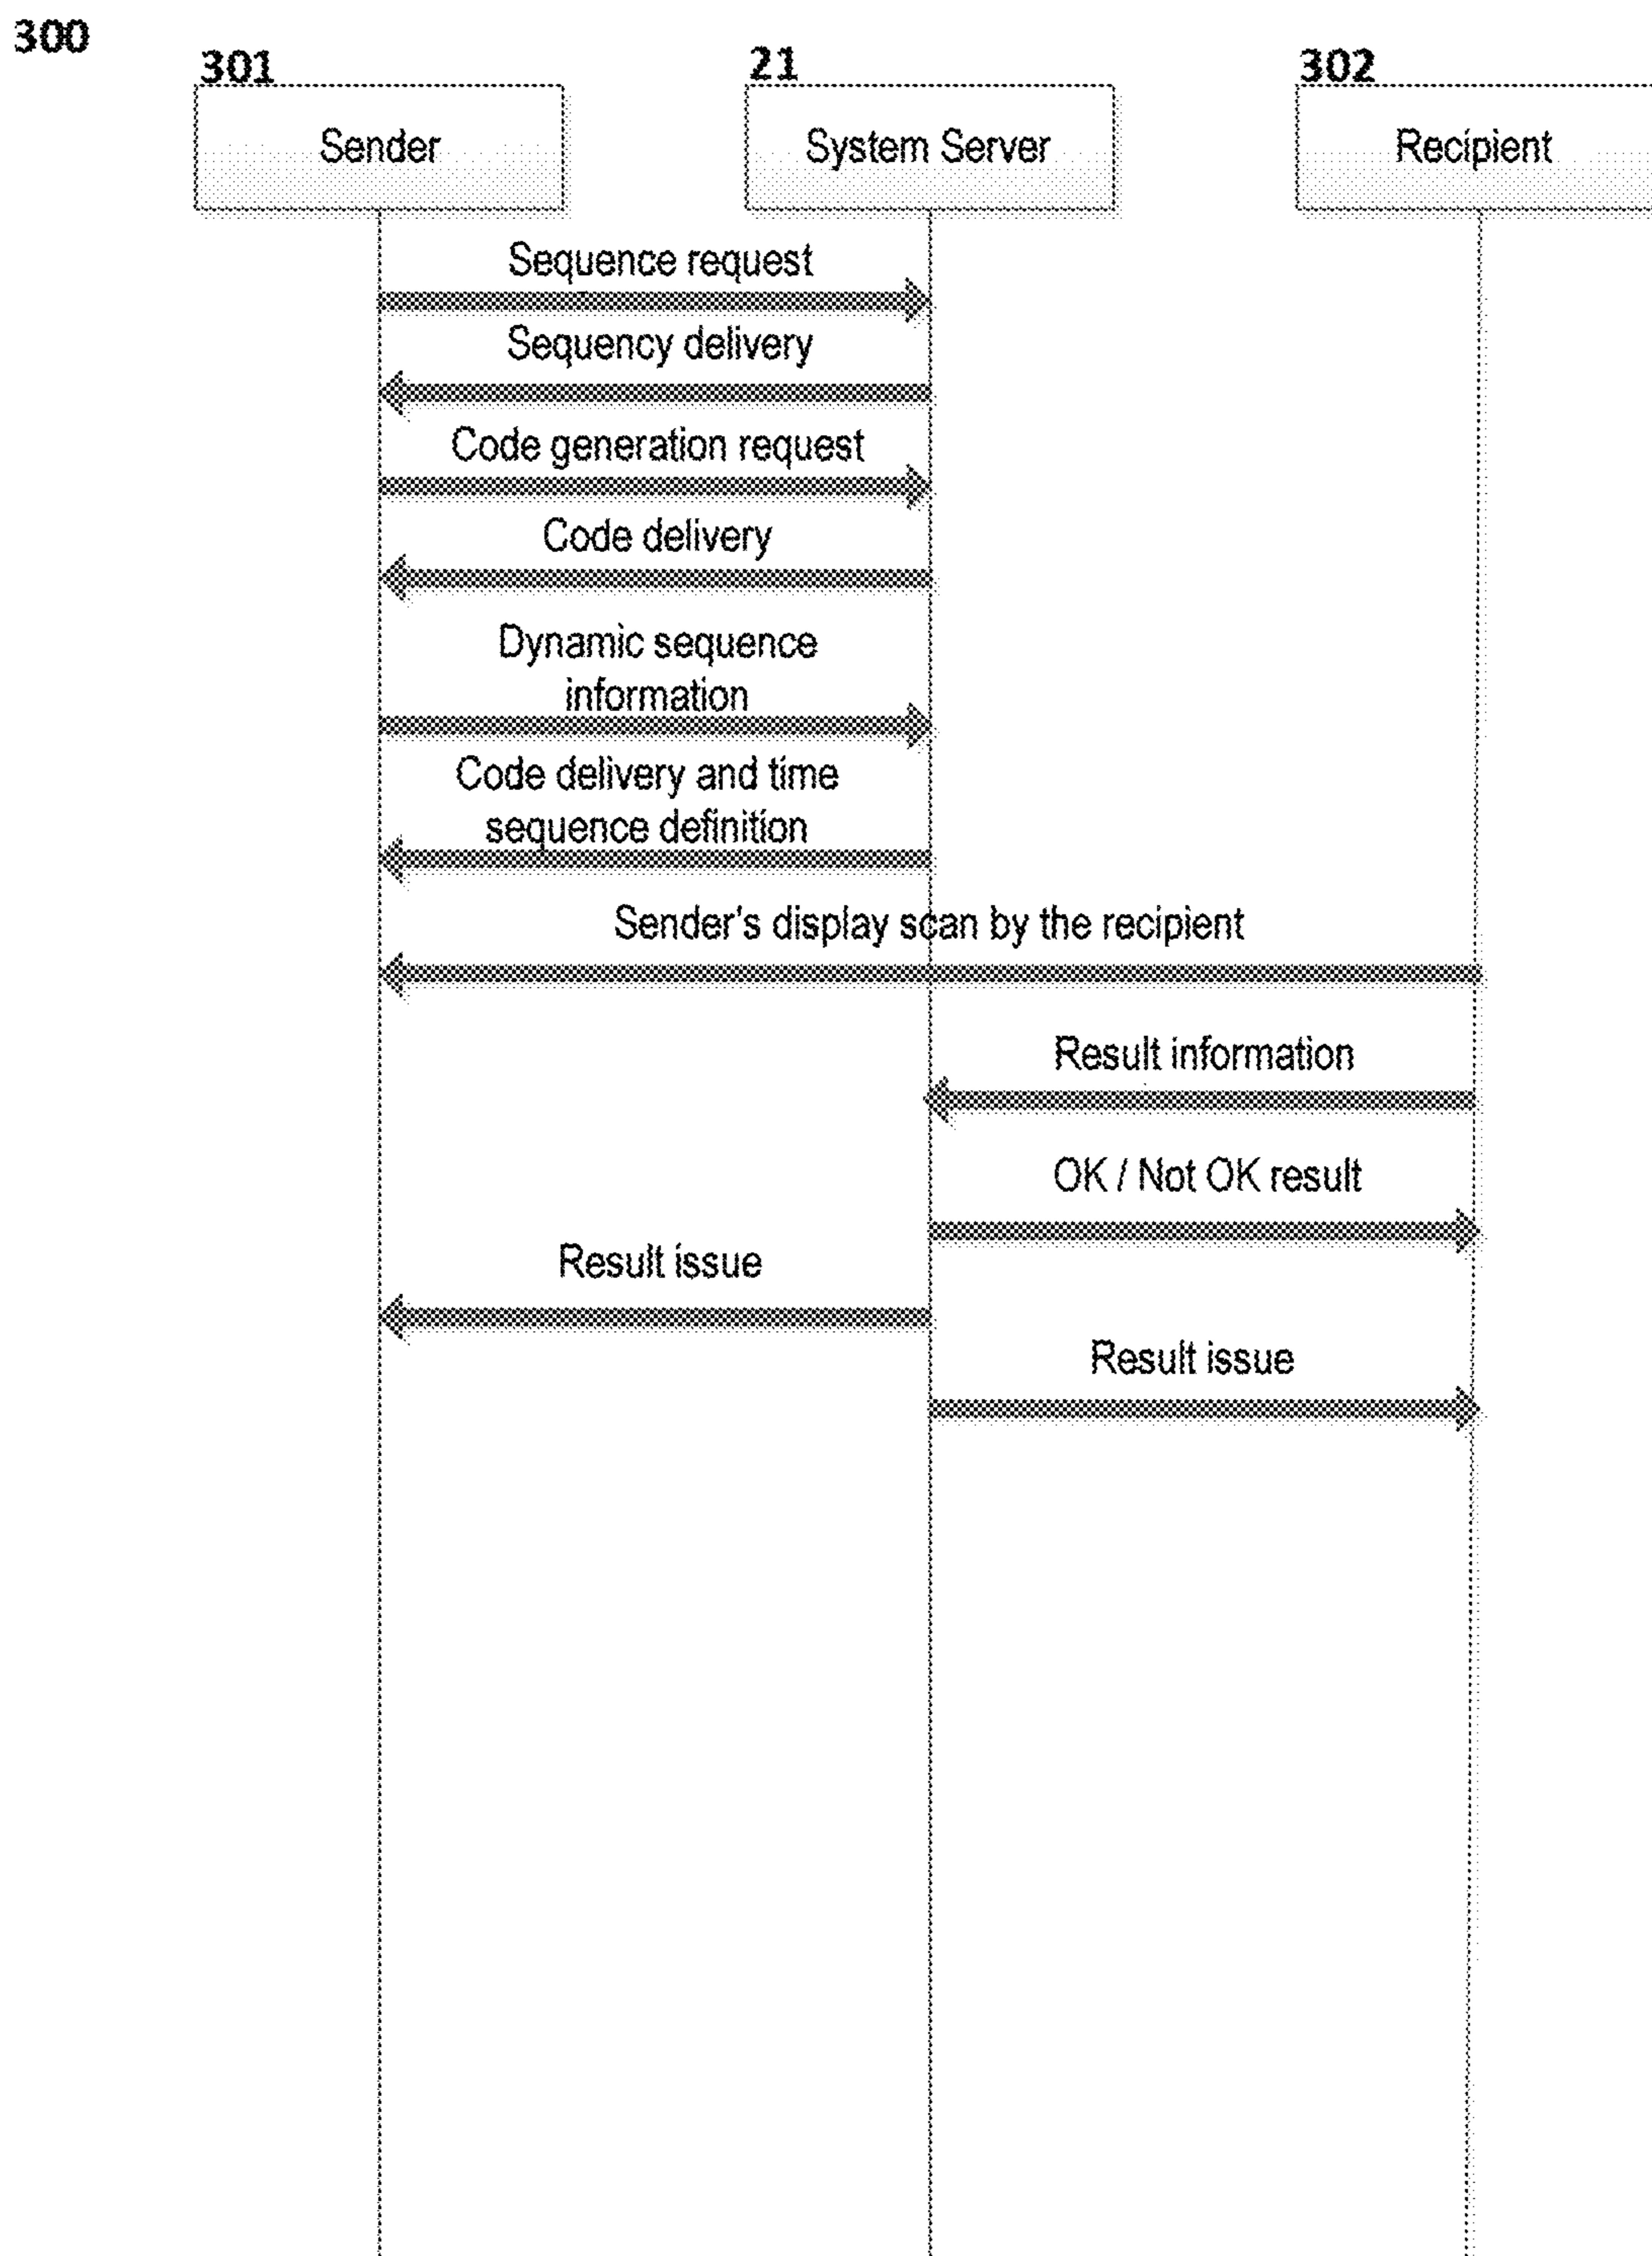 300
301
21
302
Sender
System Server
Recipient
Sequence request
Sequency delivery
Code generation request
Code delivery
Dynamic sequence
information
Code delivery and time
sequence definition
Sender's display scan by the recipient
Result information
OK / Not OK result
Result issue
Result issue